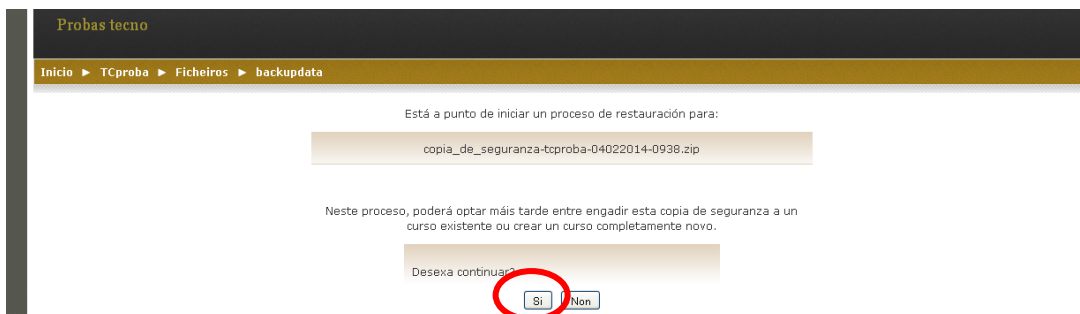 Probas tecno
Inicio ► TCproba ► Ficheiros ► backupdata
Está a punto de iniciar un proceso de restauración para:
copia_de_seguranza-tcproba-04022014-0938.zip
Neste proceso, poderá optar máis tarde entre engadir esta copia de seguranza a un
curso existente ou crear un curso completamente novo.
Desexa continuar?
Si Non